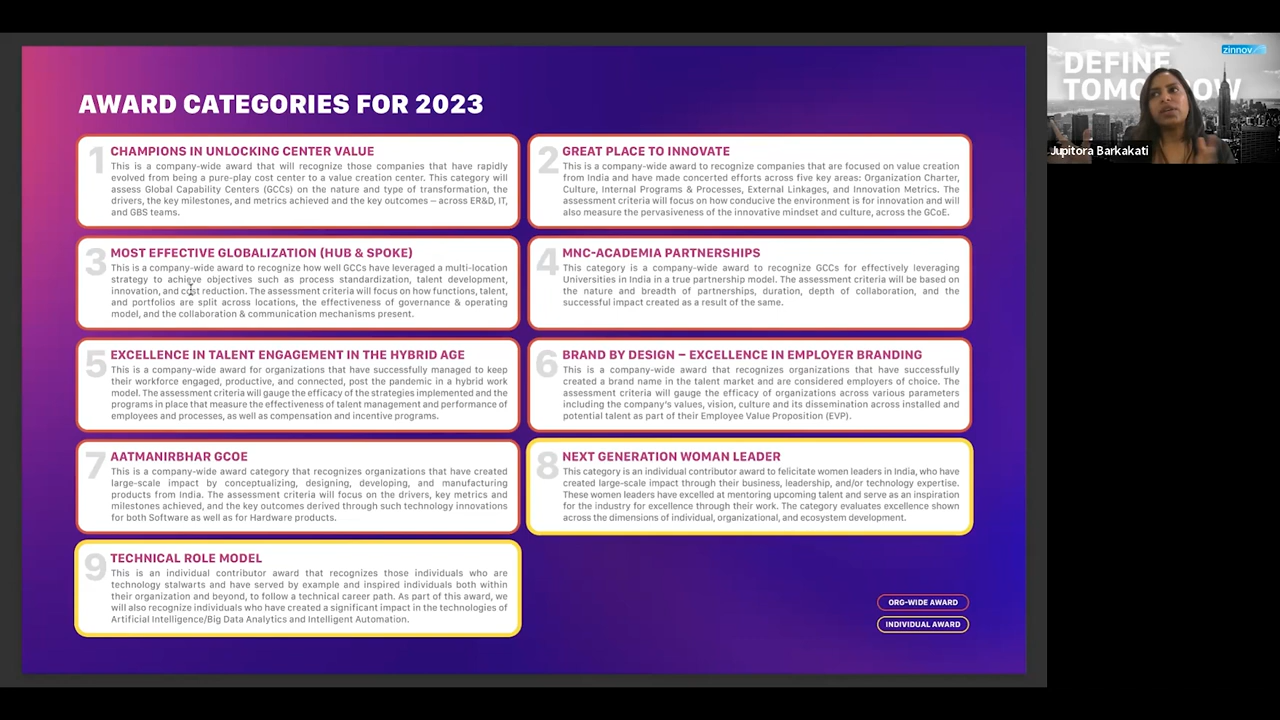 AWARD CATEGORIES FOR 2023
1
CHAMPIONS IN UNLOCKING CENTER VALUE
This is a company-wide award that will recognize those companies that have rapidly
evolved from being a pure-play cost center to a value creation center. This category will
assess Global Capability Centers (GCCs) on the nature and type of transformation, the
drivers, the key milestones, and metrics achieved and the key outcomes – across ER&D, IT,
and GBS teams.
2
GREAT PLACE TO INNOVATE
This is a company-wide award to recognize companies that are focused on value creation
from India and have made concerted efforts across five key areas: Organization Charter,
Culture, Internal Programs & Processes, External Linkages, and Innovation Metrics. The
assessment criteria will focus on how conducive the environment is for innovation and will
also measure the pervasiveness of the innovative mindset and culture, across the GCoE.
3
MOST EFFECTIVE GLOBALIZATION (HUB & SPOKE)
This is a company-wide award to recognize how well GCCs have leveraged a multi-location
strategy to achieve objectives such as process standardization, talent development,
innovation, and cost reduction. The assessment criteria will focus on how functions, talent,
and portfolios are split across locations, the effectiveness of governance & operating
model, and the collaboration & communication mechanisms present.
4
MNC-ACADEMIA PARTNERSHIPS
This category is a company-wide award to recognize GCCs for effectively leveraging
Universities in India in a true partnership model. The assessment criteria will be based on
the nature and breadth of partnerships, duration, depth of collaboration, and the
successful impact created as a result of the same.
5
EXCELLENCE IN TALENT ENGAGEMENT IN THE HYBRID AGE
This is a company-wide award for organizations that have successfully managed to keep
their workforce engaged, productive, and connected, post the pandemic in a hybrid work
model. The assessment criteria will gauge the efficacy of the strategies implemented and the
programs in place that measure the effectiveness of talent management and performance of
employees and processes, as well as compensation and incentive programs.
6
BRAND BY DESIGN – EXCELLENCE IN EMPLOYER BRANDING
This is a company-wide award that recognizes organizations that have successfully
created a brand name in the talent market and are considered employers of choice. The
assessment criteria will gauge the efficacy of organizations across various parameters
including the company's values, vision, culture and its dissemination across installed and
potential talent as part of their Employee Value Proposition (EVP).
7
AATMANIRBHAR GCOE
This is a company-wide award category that recognizes organizations that have created
large-scale impact by conceptualizing, designing, developing, and manufacturing
products from India. The assessment criteria will focus on the drivers, key metrics and
milestones achieved, and the key outcomes derived through such technology innovations
for both Software as well as for Hardware products.
8
NEXT GENERATION WOMAN LEADER
This category is an individual contributor award to felicitate women leaders in India, who have
created large-scale impact through their business, leadership, and/or technology expertise.
These women leaders have excelled at mentoring upcoming talent and serve as an inspiration
for the industry for excellence through their work. The category evaluates excellence shown
across the dimensions of individual, organizational, and ecosystem development.
9
TECHNICAL ROLE MODEL
This is an individual contributor award that recognizes those individuals who are
technology stalwarts and have served by example and inspired individuals both within
their organization and beyond, to follow a technical career path. As part of this award, we
will also recognize individuals who have created a significant impact in the technologies of
Artificial Intelligence/Big Data Analytics and Intelligent Automation.
ORG-WIDE AWARD
INDIVIDUAL AWARD
zinnov
DEFINE
Jupitora Barkakati